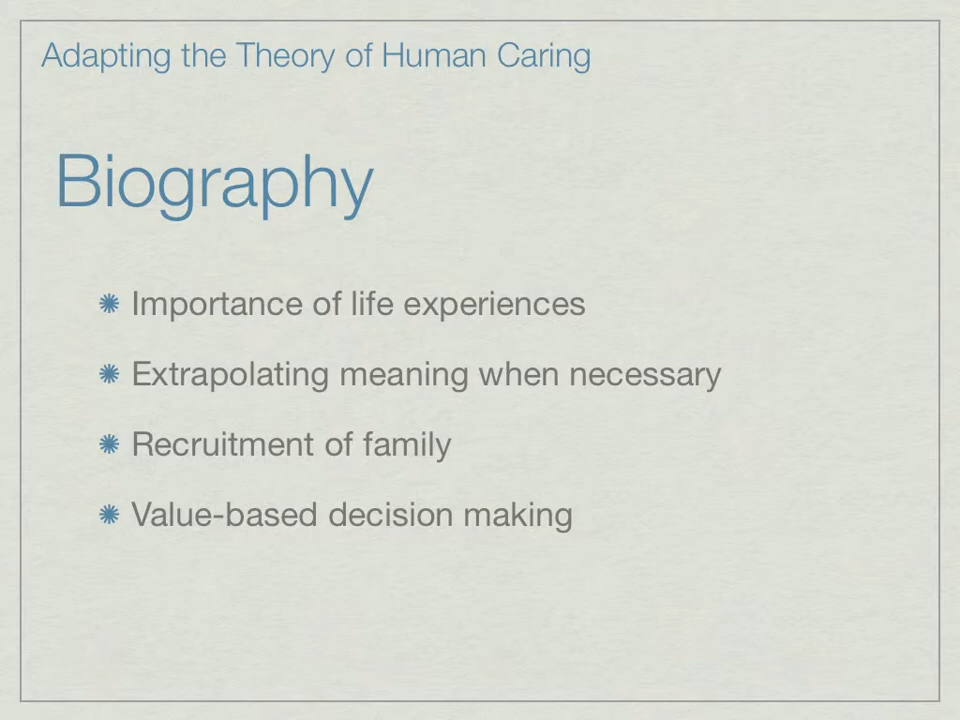 Adapting the Theory of Human Caring
Biography
Importance of life experiences
Extrapolating meaning when necessary
Recruitment of family
Value-based decision making